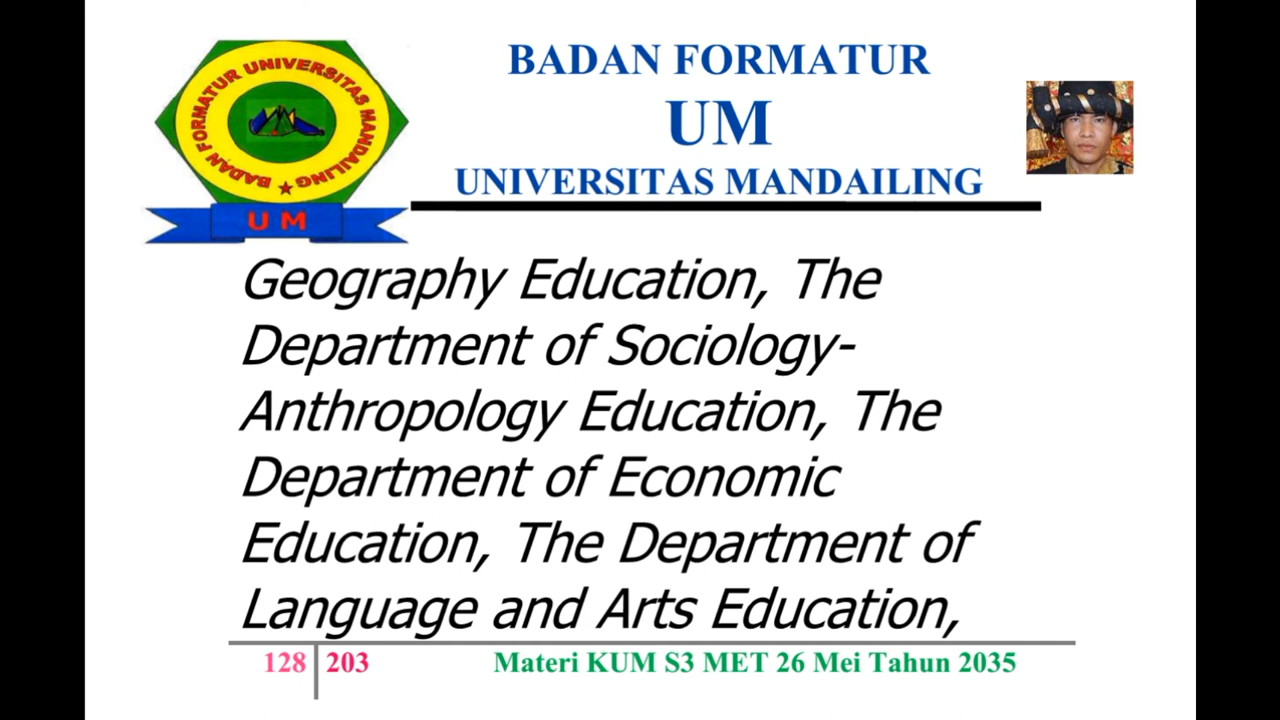 BADAN FORMATUR UNIVERSITAS MANDAILING
UM
BADAN FORMATUR
UM
UNIVERSITAS MANDAILING
Geography Education, The
Department of Sociology-
Anthropology Education, The
Department of Economic
Education, The Department of
Language and Arts Education,
128 203
Materi KUM S3 MET 26 Mei Tahun 2035